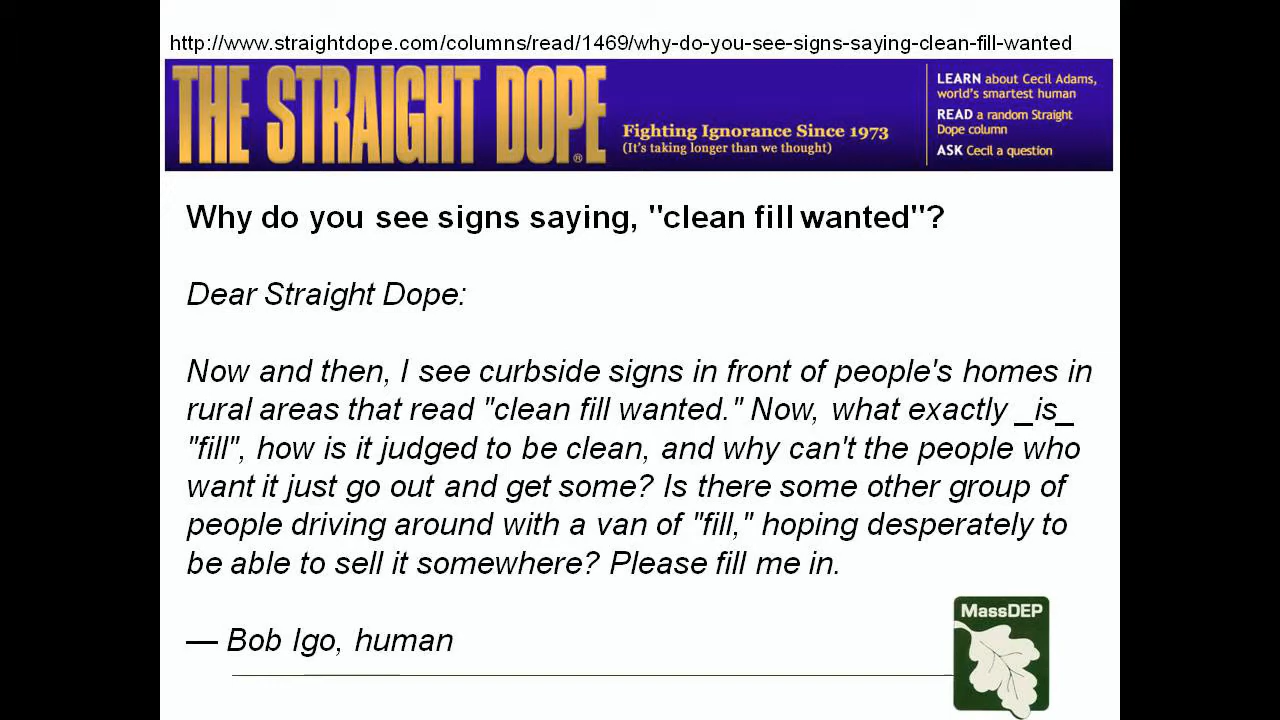 http://www.straightdope.com/columns/read/1469/why-do-you-see-signs-saying-clean-fill-wanted
THE STRAIGHT DOPE®
Fighting Ignorance Since 1973
(It's taking longer than we thought)
LEARN about Cecil Adams,
world's smartest human
READ a random Straight
Dope column
ASK Cecil a question
Why do you see signs saying, "clean fill wanted"?
Dear Straight Dope:
Now and then, I see curbside signs in front of people's homes in
rural areas that read "clean fill wanted." Now, what exactly _is_
"fill", how is it judged to be clean, and why can't the people who
want it just go out and get some? Is there some other group of
people driving around with a van of "fill," hoping desperately to
be able to sell it somewhere? Please fill me in.
— Bob Igo, human
MassDEP